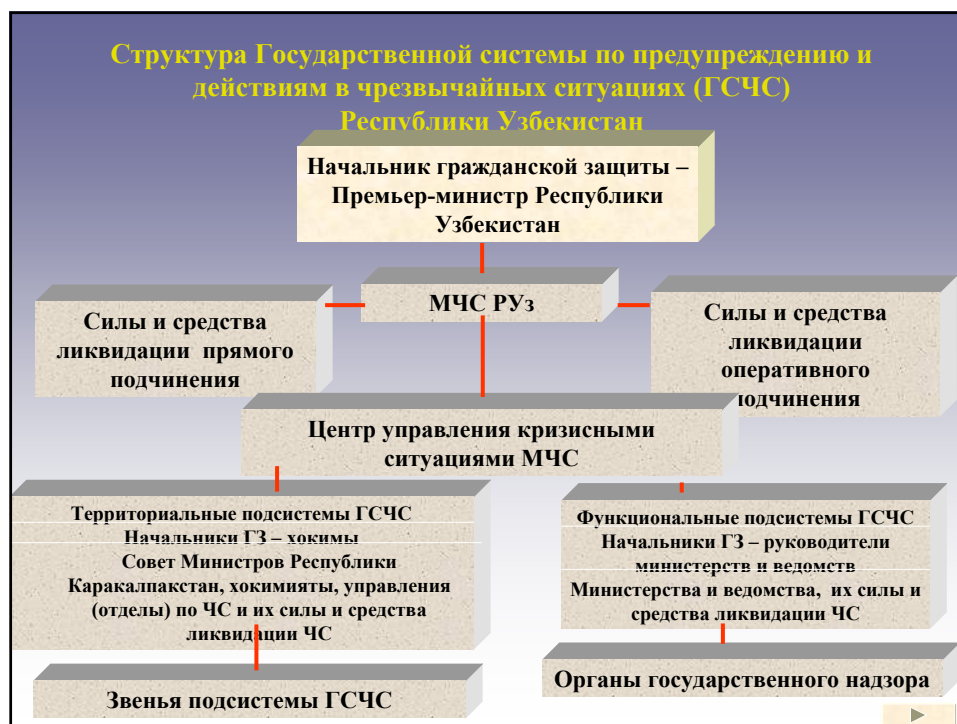 Структура Государственной системы по предупреждению и
действиям в чрезвычайных ситуациях (ГСЧС)
Республики Узбекистан
Начальник гражданской защиты –
Премьер-министр Республики
Узбекистан
МЧС РУз
Силы и средства
ликвидации прямого
подчинения
Силы и средства
ликвидации
оперативного
подчинения
Центр управления кризисными
ситуациями МЧС
Территориальные подсистемы ГСЧС
Начальники ГЗ – хокимы
Совет Министров Республики
Каракалпакстан, хокимияты, управления
(отделы) по ЧС и их силы и средства
ликвидации ЧС
Функциональные подсистемы ГСЧС
Начальники ГЗ – руководители
министерств и ведомств
Министерства и ведомства, их силы и
средства ликвидации ЧС
Звенья подсистемы ГСЧС
Органы государственного надзора